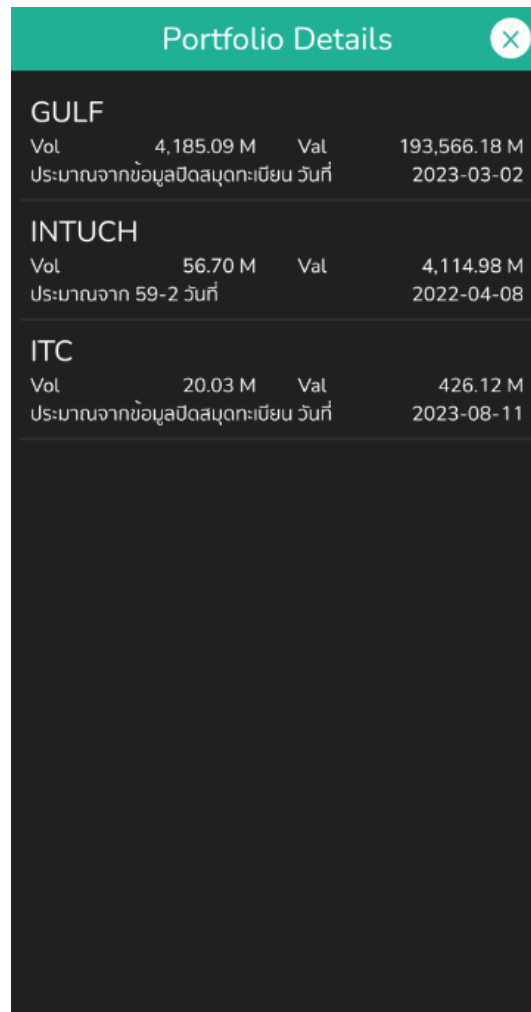 Portfolio Details
GULF
Vol 4,185.09 M Val 193,566.18 M
ประมาณจากข้อมูลปิดสมุดทะเบียน วันที่ 2023-03-02
INTUCH
Vol 56.70 M Val 4,114.98 M
ประมาณจาก 59-2 วันที่ 2022-04-08
ITC
Vol 20.03 M Val 426.12 M
ประมาณจากข้อมูลปิดสมุดทะเบียน วันที่ 2023-08-11